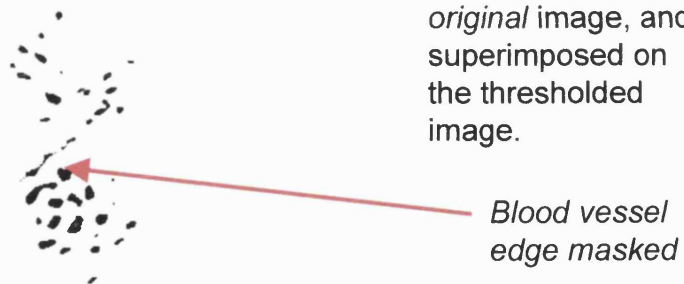 original image, and
superimposed on
the thresholded
image.
Blood vessel
edge masked